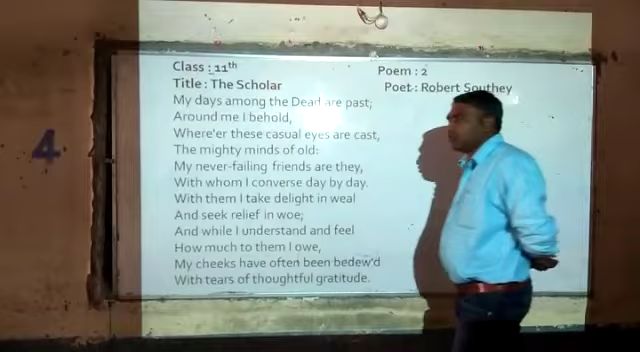 Class : 11th
Poem : 2
Title : The Scholar
Poet : Robert Southey
My days among the Dead are past;
Around me I behold,
Where'er these casual eyes are cast,
The mighty minds of old:
My never-failing friends are they,
With whom I converse day by day.
With them I take delight in weal
And seek relief in woe;
And while I understand and feel
How much to them I owe,
My cheeks have often been bedew'd
With tears of thoughtful gratitude.
4